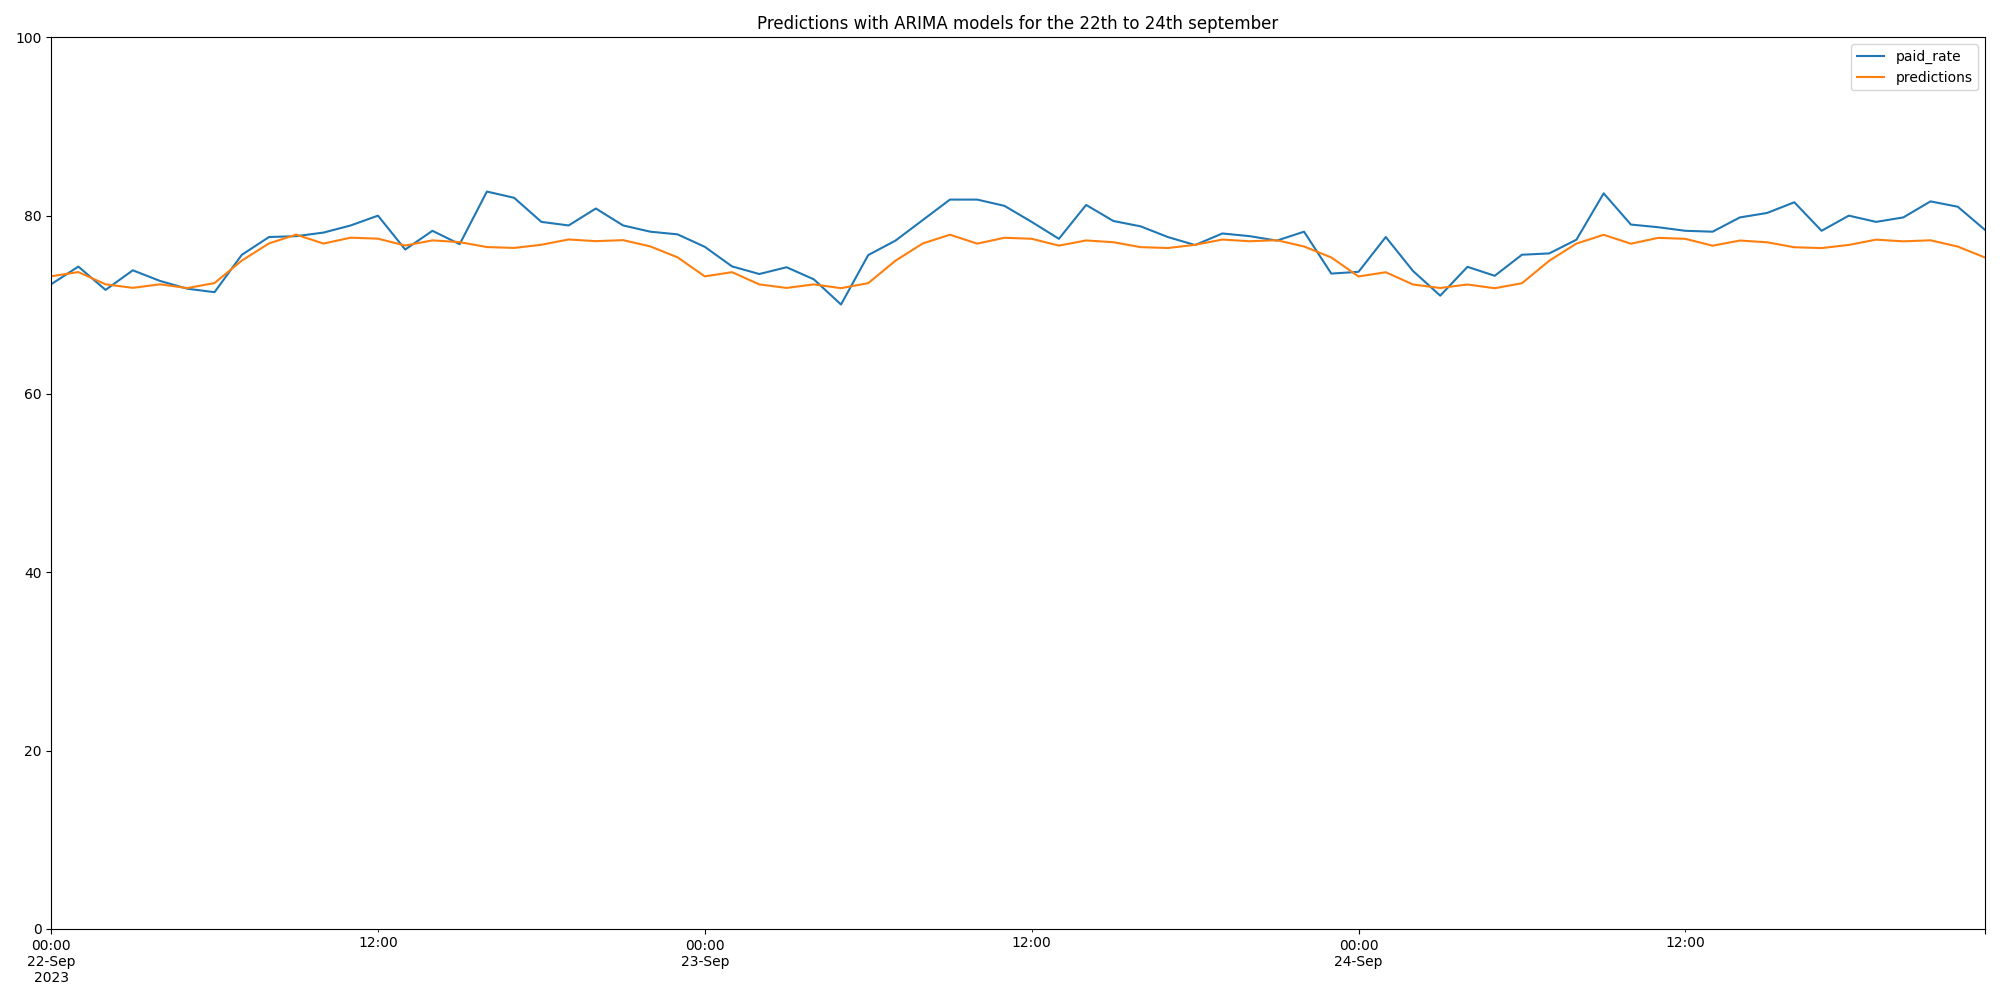 Predictions with ARIMA models for the 22th to 24th september
paid_rate
predictions
100
80
60
40
20
0
00:00
22-Sep
2023
12:00
00:00
23-Sep
12:00
00:00
24-Sep
12:00